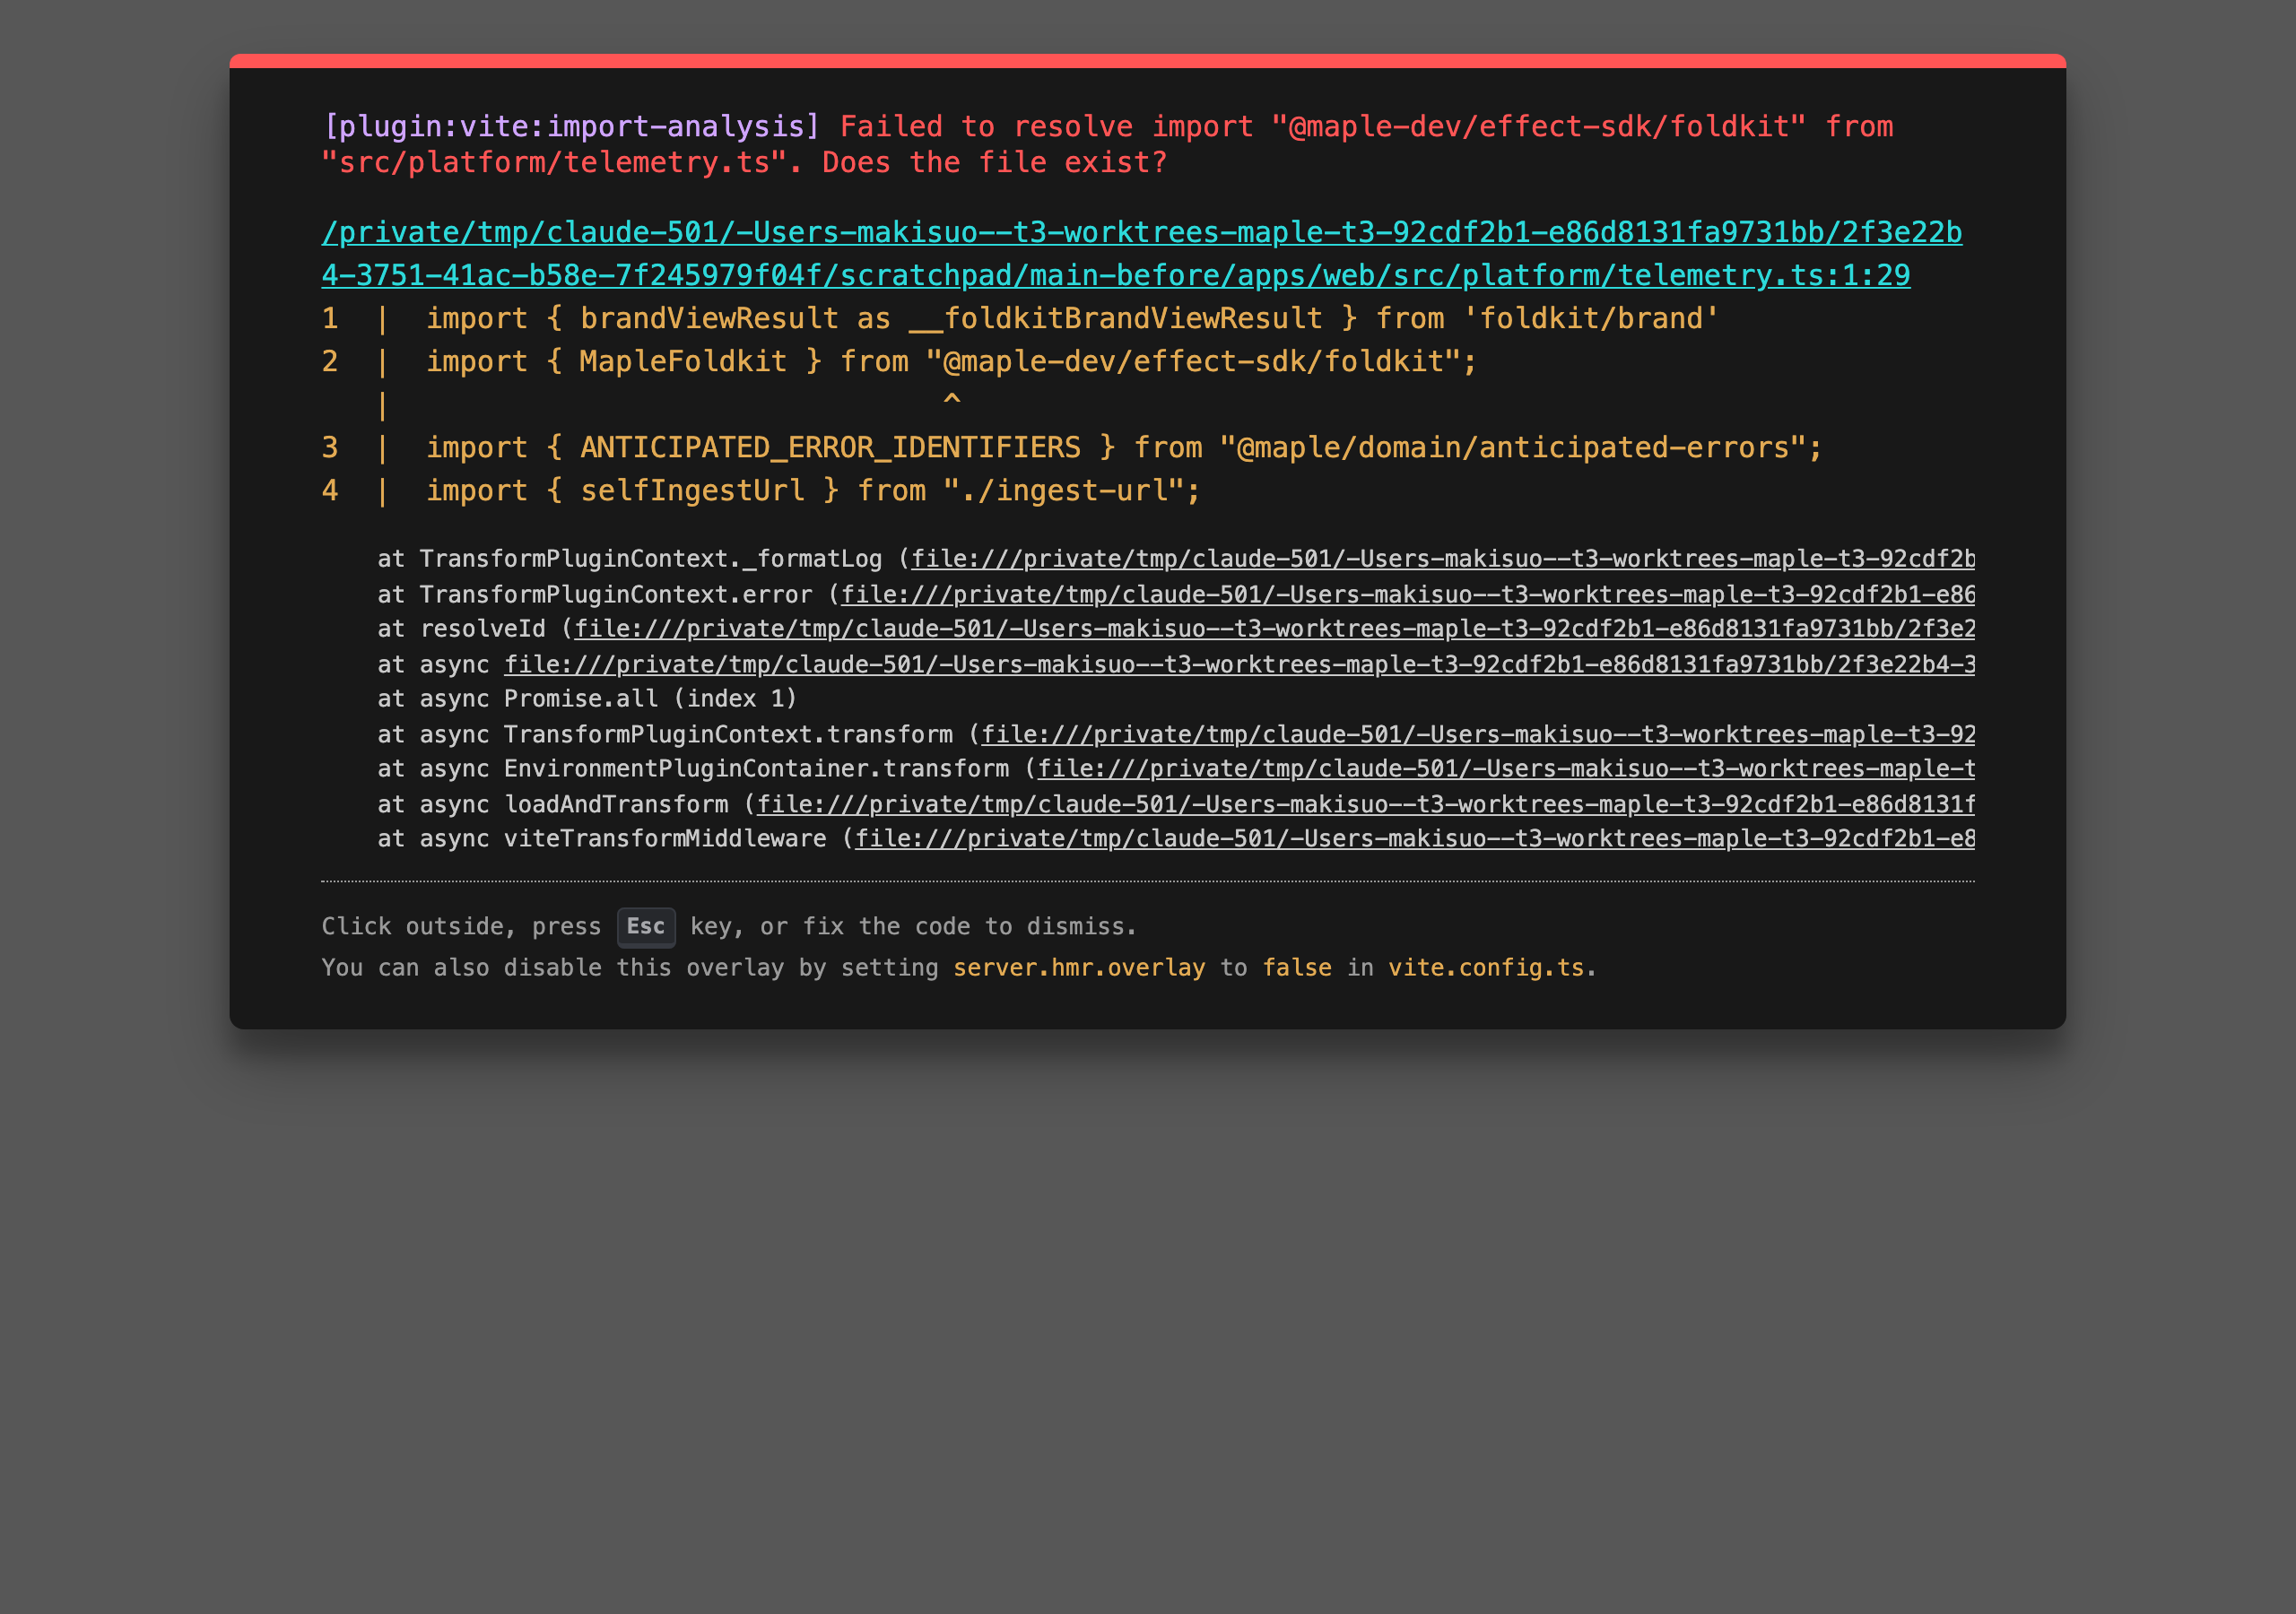 [plugin:vite:import-analysis] Failed to resolve import "@maple-dev/effect-sdk/foldkit" from
"src/platform/telemetry.ts". Does the file exist?
/private/tmp/claude-501/-Users-makisuo--t3-worktrees-maple-t3-92cdf2b1-e86d8131fa9731bb/2f3e22b
4-3751-41ac-b58e-7f245979f04f/scratchpad/main-before/apps/web/src/platform/telemetry.ts:1:29
1  |  import { brandViewResult as __foldkitBrandViewResult } from 'foldkit/brand'
2  |  import { MapleFoldkit } from "@maple-dev/effect-sdk/foldkit";
   |                                ^
3  |  import { ANTICIPATED_ERROR_IDENTIFIERS } from "@maple/domain/anticipated-errors";
4  |  import { selfIngestUrl } from "./ingest-url";
at TransformPluginContext._formatLog (file:///private/tmp/claude-501/-Users-makisuo--t3-worktrees-maple-t3-92cdf2b
at TransformPluginContext.error (file:///private/tmp/claude-501/-Users-makisuo--t3-worktrees-maple-t3-92cdf2b1-e86
at resolveId (file:///private/tmp/claude-501/-Users-makisuo--t3-worktrees-maple-t3-92cdf2b1-e86d8131fa9731bb/2f3e2
at async file:///private/tmp/claude-501/-Users-makisuo--t3-worktrees-maple-t3-92cdf2b1-e86d8131fa9731bb/2f3e22b4-3
at async Promise.all (index 1)
at async TransformPluginContext.transform (file:///private/tmp/claude-501/-Users-makisuo--t3-worktrees-maple-t3-92
at async EnvironmentPluginContainer.transform (file:///private/tmp/claude-501/-Users-makisuo--t3-worktrees-maple-t
at async loadAndTransform (file:///private/tmp/claude-501/-Users-makisuo--t3-worktrees-maple-t3-92cdf2b1-e86d8131f
at async viteTransformMiddleware (file:///private/tmp/claude-501/-Users-makisuo--t3-worktrees-maple-t3-92cdf2b1-e8
Click outside, press Esc key, or fix the code to dismiss.
You can also disable this overlay by setting server.hmr.overlay to false in vite.config.ts.